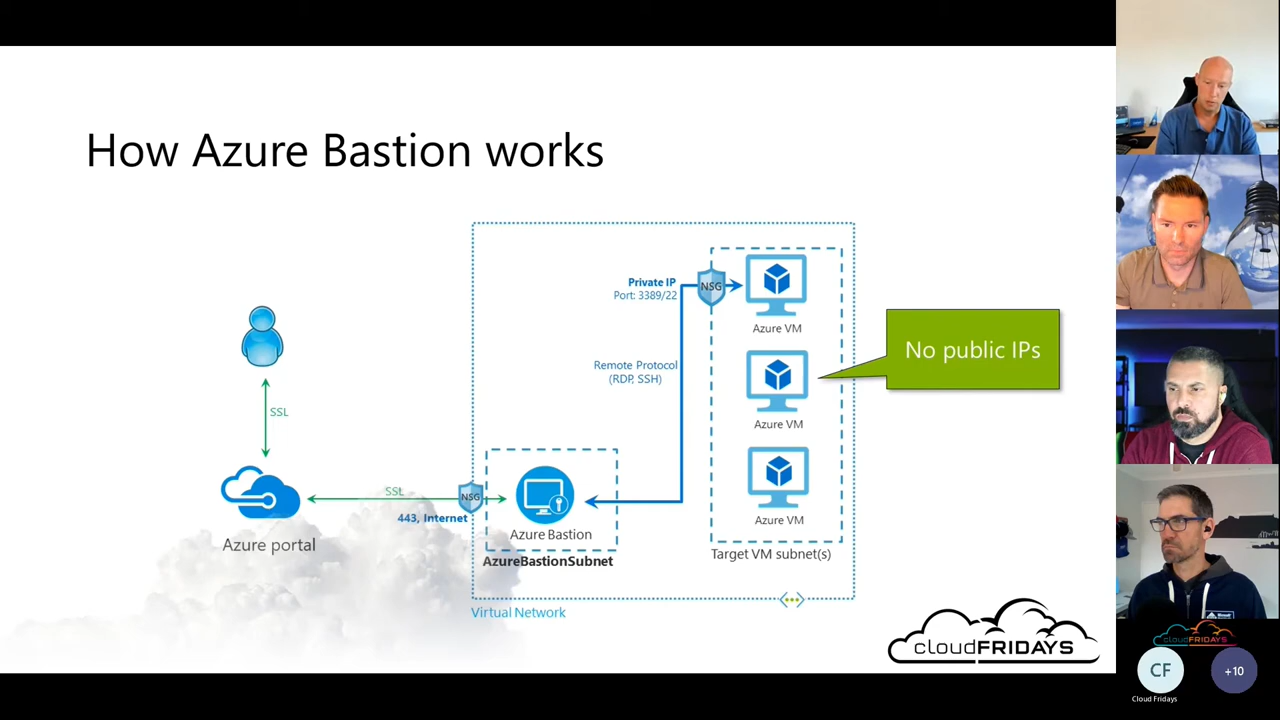 How Azure Bastion works
Private IP
Port: 3389/22
NSG
Azure VM
No public IPs
Remote Protocol
(RDP, SSH)
Azure VM
SSL
SSL
NSG
443, Internet
Azure Bastion
Azure VM
Azure portal
AzureBastionSubnet
Target VM subnet(s)
Virtual Network
cloudFRIDAYS
cloudFRIDAYS
CF
+10
Cloud Fridays